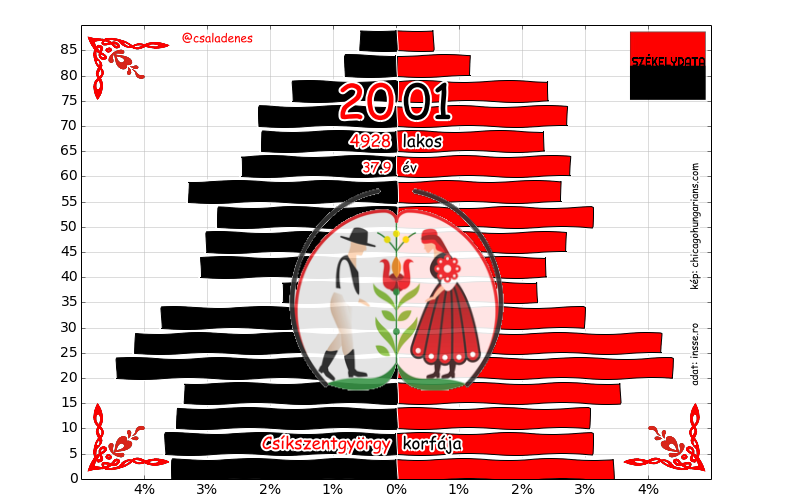 @csaladenes
SZÉKELYDATA
2001
4928 lakos
37.9 év
kép: chicagohungarians.com
adat: insse.ro
Csíkszentgyörgy korfája
85
80
75
70
65
60
55
50
45
40
35
30
25
20
15
10
5
0
4% 3% 2% 1% 0% 1% 2% 3% 4%